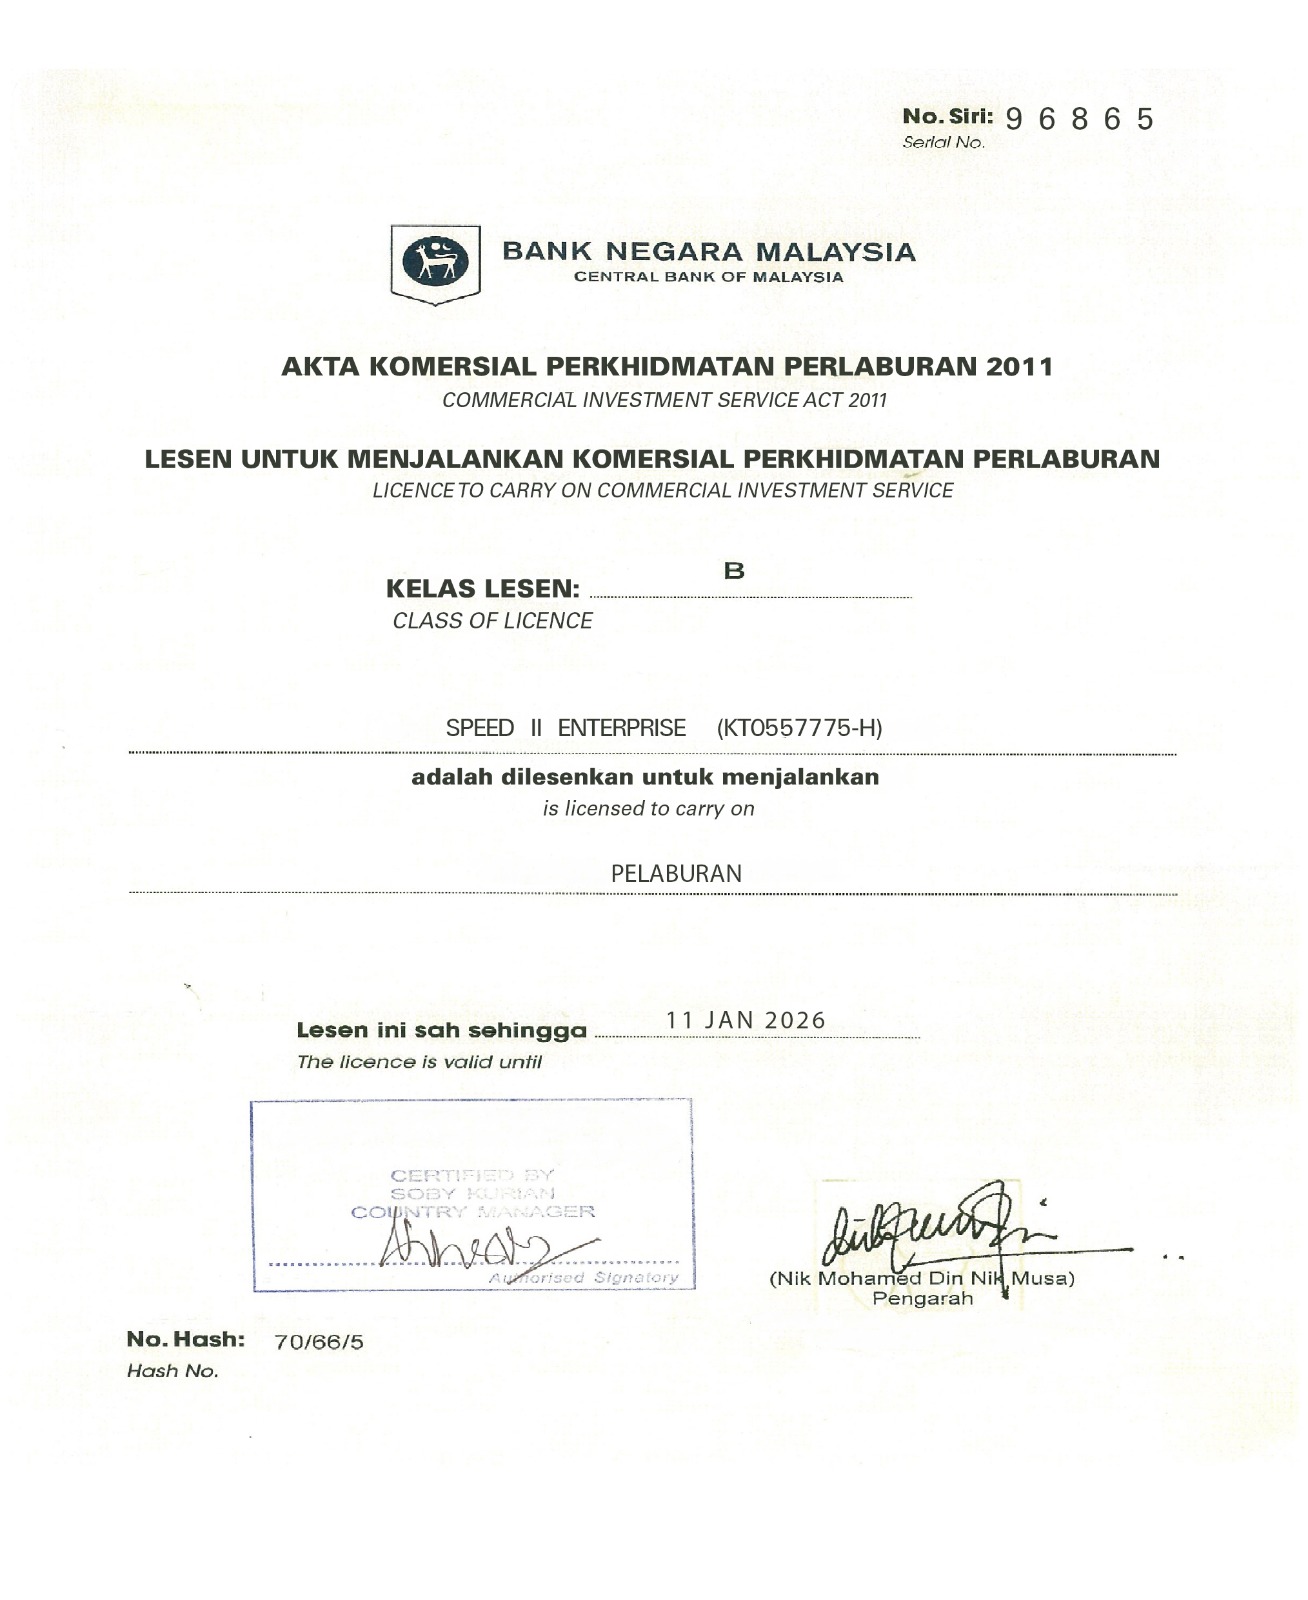 No. Siri: 9 6 8 6 5
Serial No.
BANK NEGARA MALAYSIA
CENTRAL BANK OF MALAYSIA
AKTA KOMERSIAL PERKHIDMATAN PERLABURAN 2011
COMMERCIAL INVESTMENT SERVICE ACT 2011
LESEN UNTUK MENJALANKAN KOMERSIAL PERKHIDMATAN PERLABURAN
LICENCE TO CARRY ON COMMERCIAL INVESTMENT SERVICE
KELAS LESEN: B
CLASS OF LICENCE
SPEED II ENTERPRISE (KT0557775-H)
adalah dilesenkan untuk menjalankan
is licensed to carry on
PELABURAN
Lesen ini sah sehingga 11 JAN 2026
The licence is valid until
CERTIFIED BY
SOBY KURIAN
COUNTRY MANAGER
Authorised Signatory
(Nik Mohamed Din Nik Musa)
Pengarah
No. Hash: 70/66/5
Hash No.